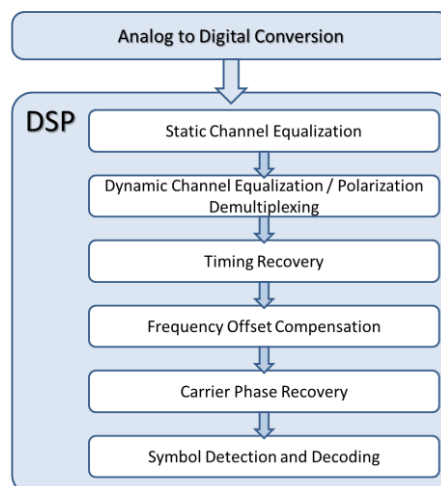 Analog to Digital Conversion
DSP
Static Channel Equalization
Dynamic Channel Equalization / Polarization
Demultiplexing
Timing Recovery
Frequency Offset Compensation
Carrier Phase Recovery
Symbol Detection and Decoding